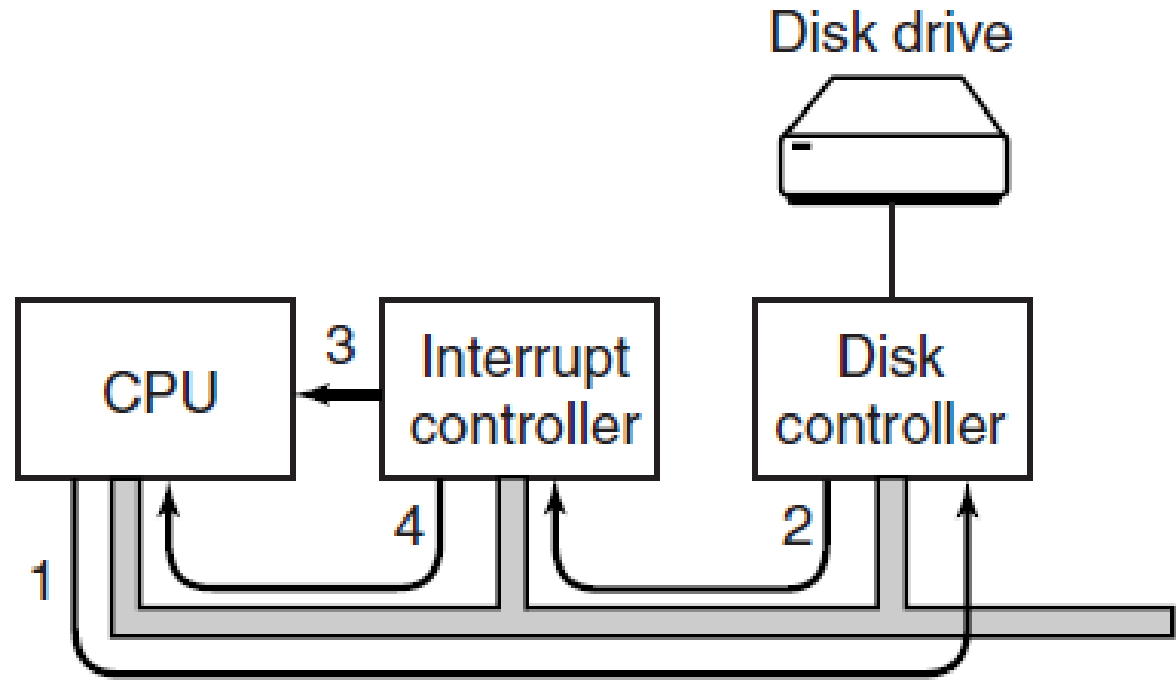 Disk drive
CPU
3
Interrupt
controller
Disk
controller
1
4
2